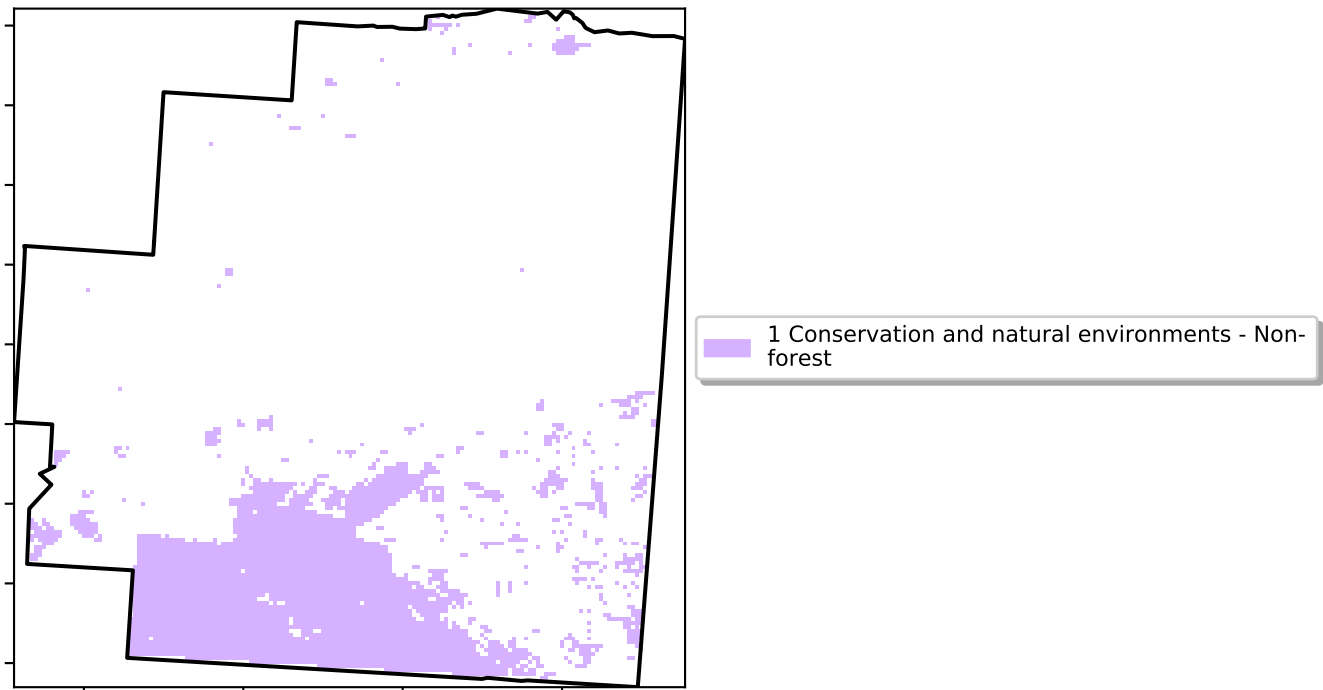 1 Conservation and natural environments - Non-
forest